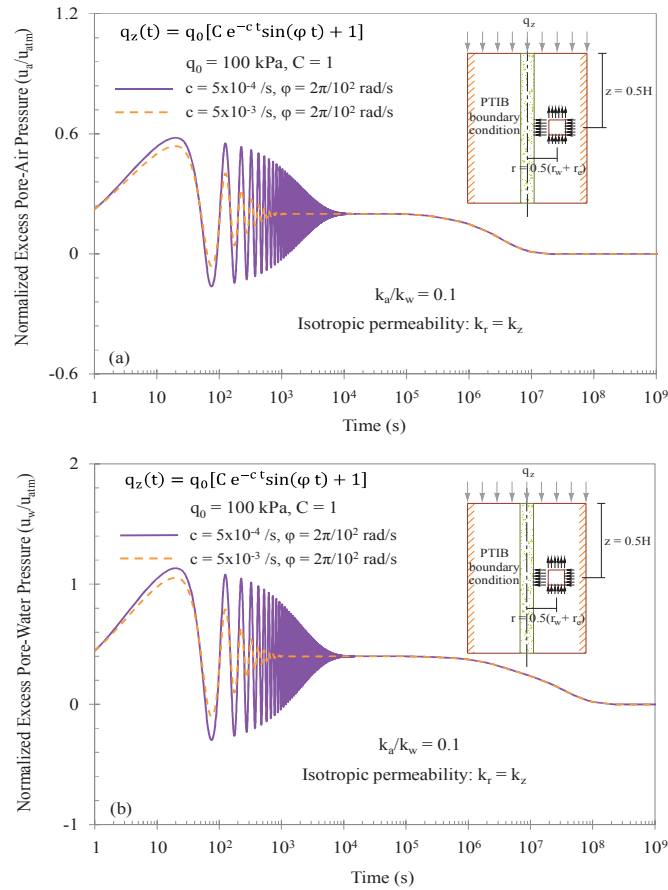 q_z(t) = q_0[C e^{-c t}sin(φ t) + 1]
q_0 = 100 kPa, C = 1
c = 5x10^{-4} /s, φ = 2π/10^2 rad/s
c = 5x10^{-3} /s, φ = 2π/10^2 rad/s
q_z
PTIB
boundary
condition
z = 0.5H
r = 0.5(r_w + r_e)
Normalized Excess Pore-Air Pressure (u_a/u_atm)
1.2
0.6
0
-0.6
k_a/k_w = 0.1
Isotropic permeability: k_r = k_z
(a)
1 10 10^2 10^3 10^4 10^5 10^6 10^7 10^8 10^9
Time (s)
q_z(t) = q_0[C e^{-c t}sin(φ t) + 1]
q_0 = 100 kPa, C = 1
c = 5x10^{-4} /s, φ = 2π/10^2 rad/s
c = 5x10^{-3} /s, φ = 2π/10^2 rad/s
q_z
PTIB
boundary
condition
z = 0.5H
r = 0.5(r_w + r_e)
Normalized Excess Pore-Water Pressure (u_w/u_atm)
2
1
0
-1
k_a/k_w = 0.1
Isotropic permeability: k_r = k_z
(b)
1 10 10^2 10^3 10^4 10^5 10^6 10^7 10^8 10^9
Time (s)